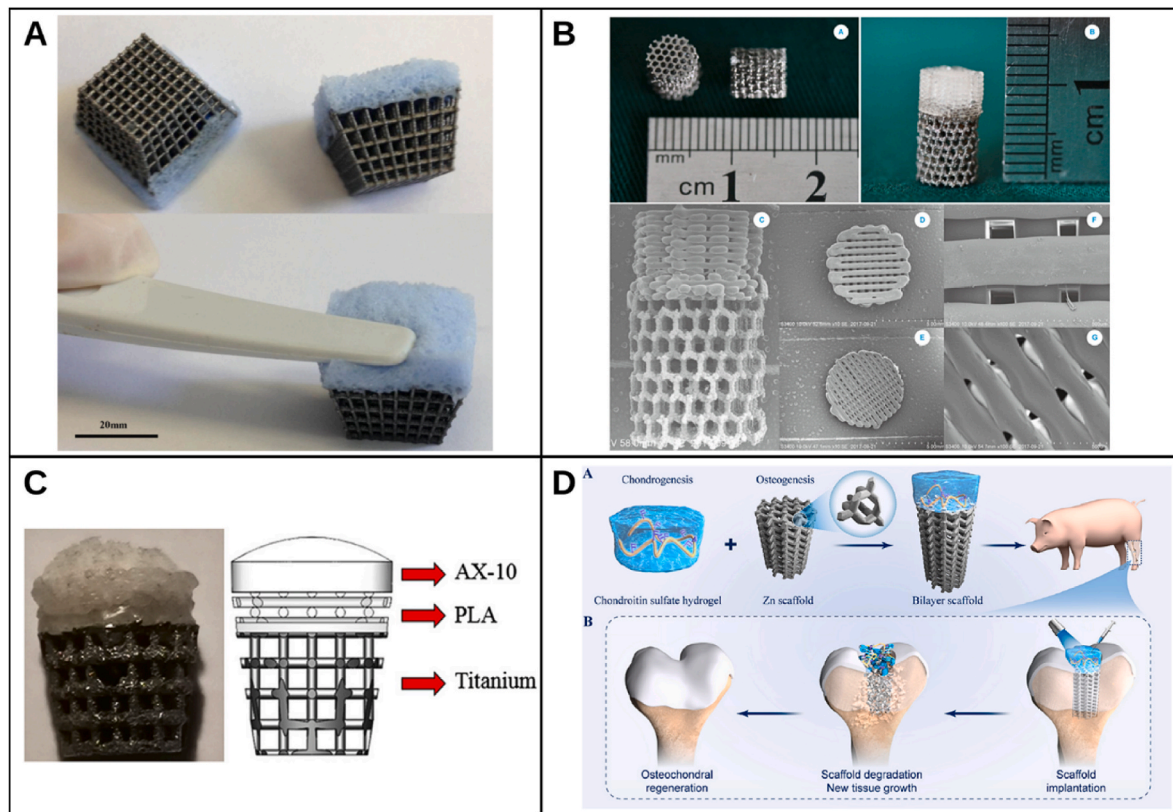 A
20mm
B
A
mm
cm 1 2
B
1
cm
mm
C
D
E
F
G
C
AX-10
PLA
Titanium
D
A
Chondrogenesis
Osteogenesis
+
Chondroitin sulfate hydrogel
Zn scaffold
Bilayer scaffold
B
Osteochondral
regeneration
Scaffold degradation
New tissue growth
Scaffold
implantation